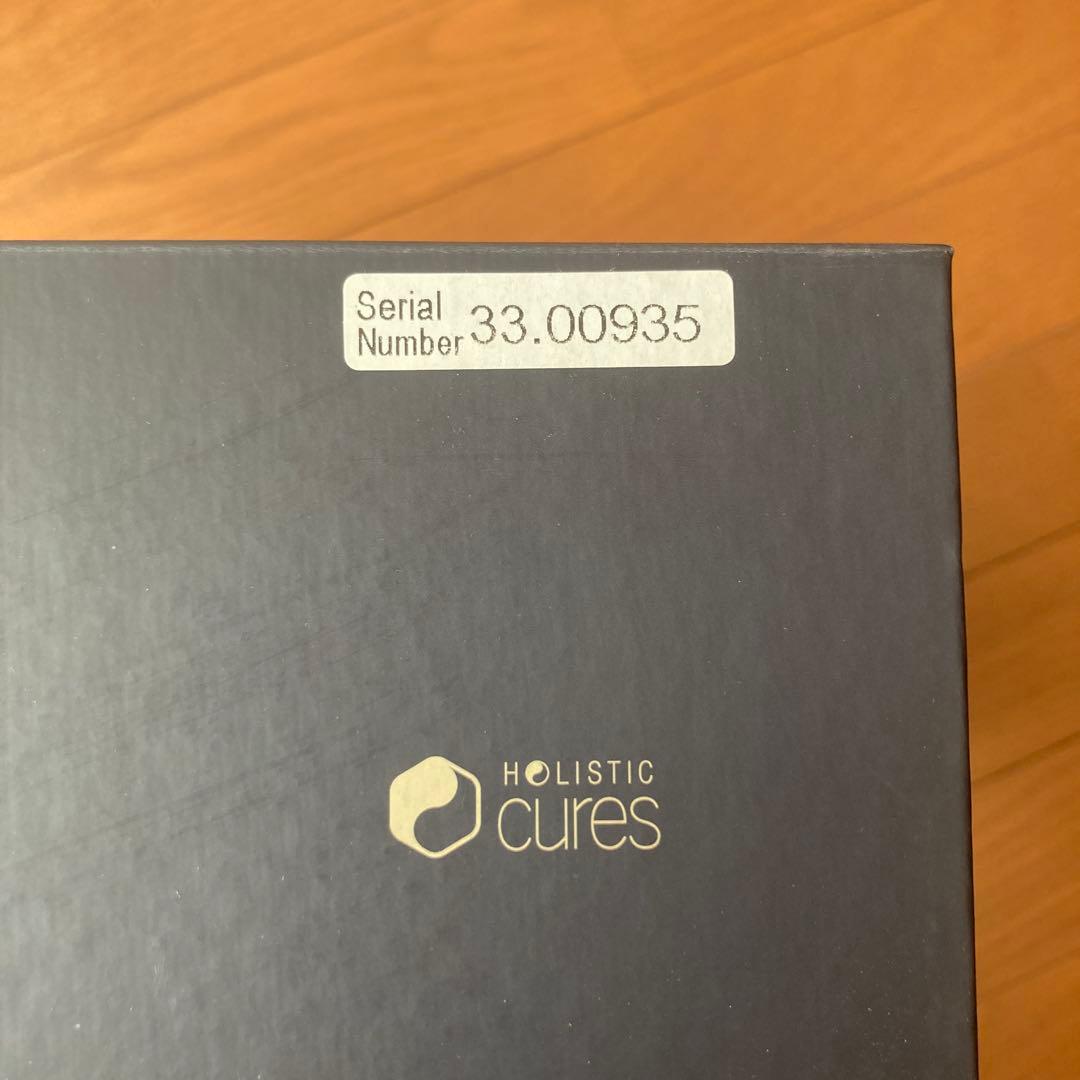 Serial
Number 33.00935
HOLISTIC
cures